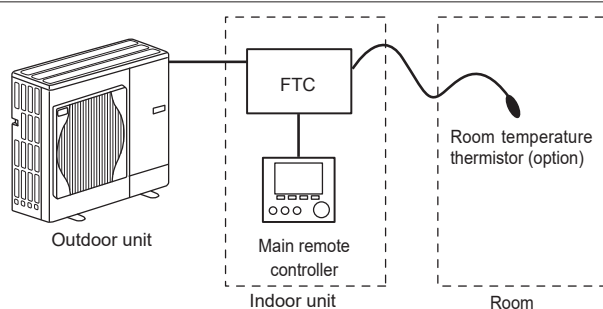 FTC
Room temperature
thermistor (option)
Outdoor unit
Main remote
controller
Indoor unit
Room